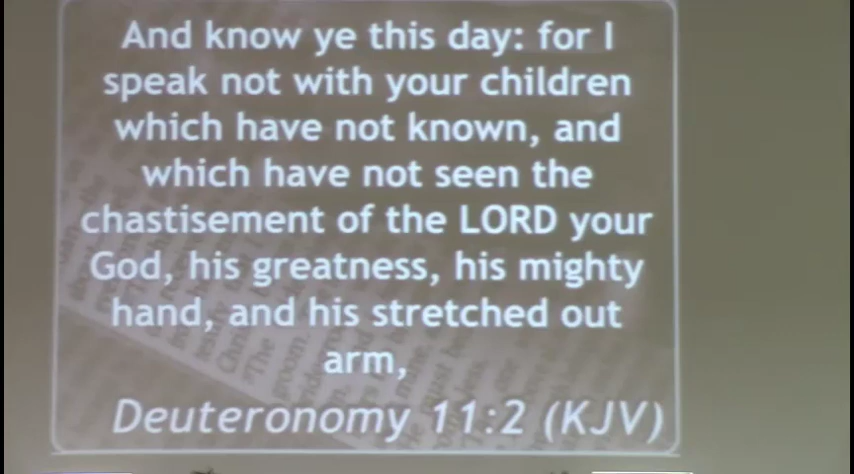 And know ye this day: for I
speak not with your children
which have not known, and
which have not seen the
chastisement of the LORD your
God, his greatness, his mighty
hand, and his stretched out
arm,
Deuteronomy 11:2 (KJV)